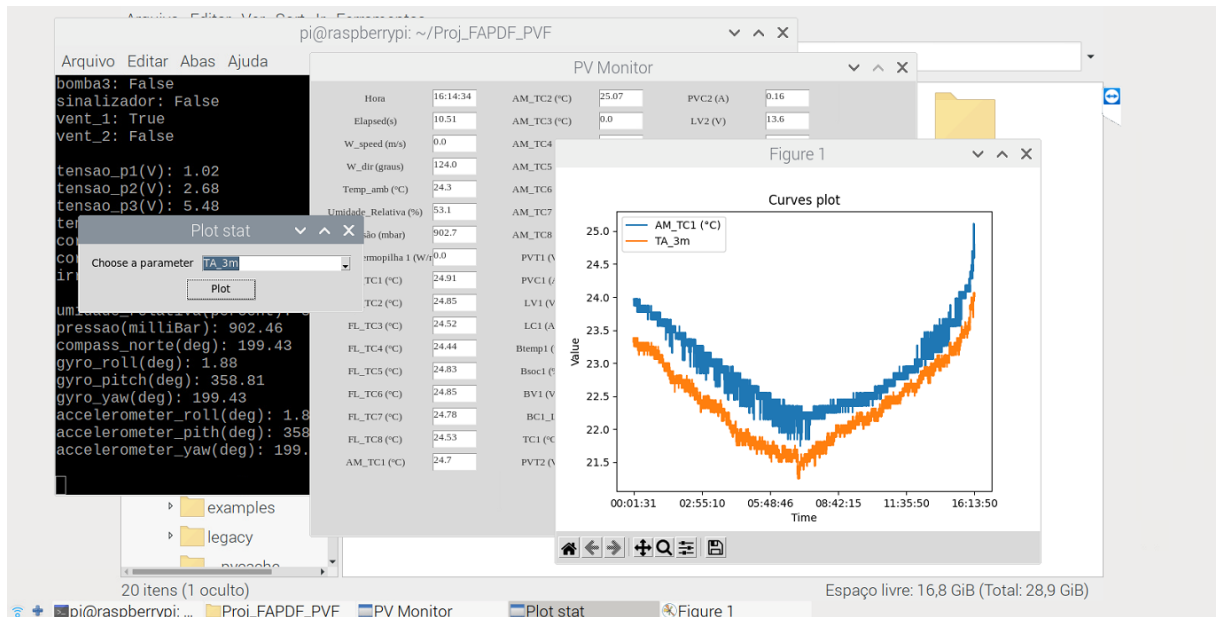 pi@raspberrypi: ~/Proj_FAPDF_PVF
Arquivo Editar Abas Ajuda
bomba3: False
sinalizador: False
vent_1: True
vent_2: False
tensao_p1(V): 1.02
tensao_p2(V): 2.68
tensao_p3(V): 5.48
pressao(milliBar): 902.46
compass_norte(deg): 199.43
gyro_roll(deg): 1.88
gyro_pitch(deg): 358.81
gyro_yaw(deg): 199.43
accelerometer_roll(deg): 1.8
accelerometer_pith(deg): 358
accelerometer_yaw(deg): 199.
Plot stat
Choose a parameter TA_3m
Plot
PV Monitor
Hora 16:14:34 AM_TC2 (°C) 25.07 PVC2 (A) 0.16
Elapsed(s) 10.51 AM_TC3 (°C) 0.0 LV2 (V) 13.6
W_speed (m/s) 0.0 AM_TC4
W_dir (graus) 124.0 AM_TC5
Temp_amb (°C) 24.3 AM_TC6
Umidade_Relativa (%) 53.1 AM_TC7
são (mbar) 902.7 AM_TC8
ermopilha 1 (W/ 0.0 PVT1 (
TC1 (°C) 24.91 PVC1 (
TC2 (°C) 24.85 LV1 (V
FL_TC3 (°C) 24.52 LC1 (A
FL_TC4 (°C) 24.44 Btemp1 (
FL_TC5 (°C) 24.83 Bsoc1 (
FL_TC6 (°C) 24.85 BV1 (V
FL_TC7 (°C) 24.78 BC1_
FL_TC8 (°C) 24.53 TC1 (°C
AM_TC1 (°C) 24.7 PVT2 (
Figure 1
Curves plot
AM_TC1 (°C)
TA_3m
25.0
24.5
24.0
23.5
23.0
22.5
22.0
21.5
Value
00:01:31 02:55:10 05:48:46 08:42:15 11:35:50 16:13:50
Time
examples
legacy
20 itens (1 oculto) Espaço livre: 16,8 GiB (Total: 28,9 GiB)
pi@raspberrypi: ... Proj_FAPDF_PVF PV Monitor Plot stat Figure 1